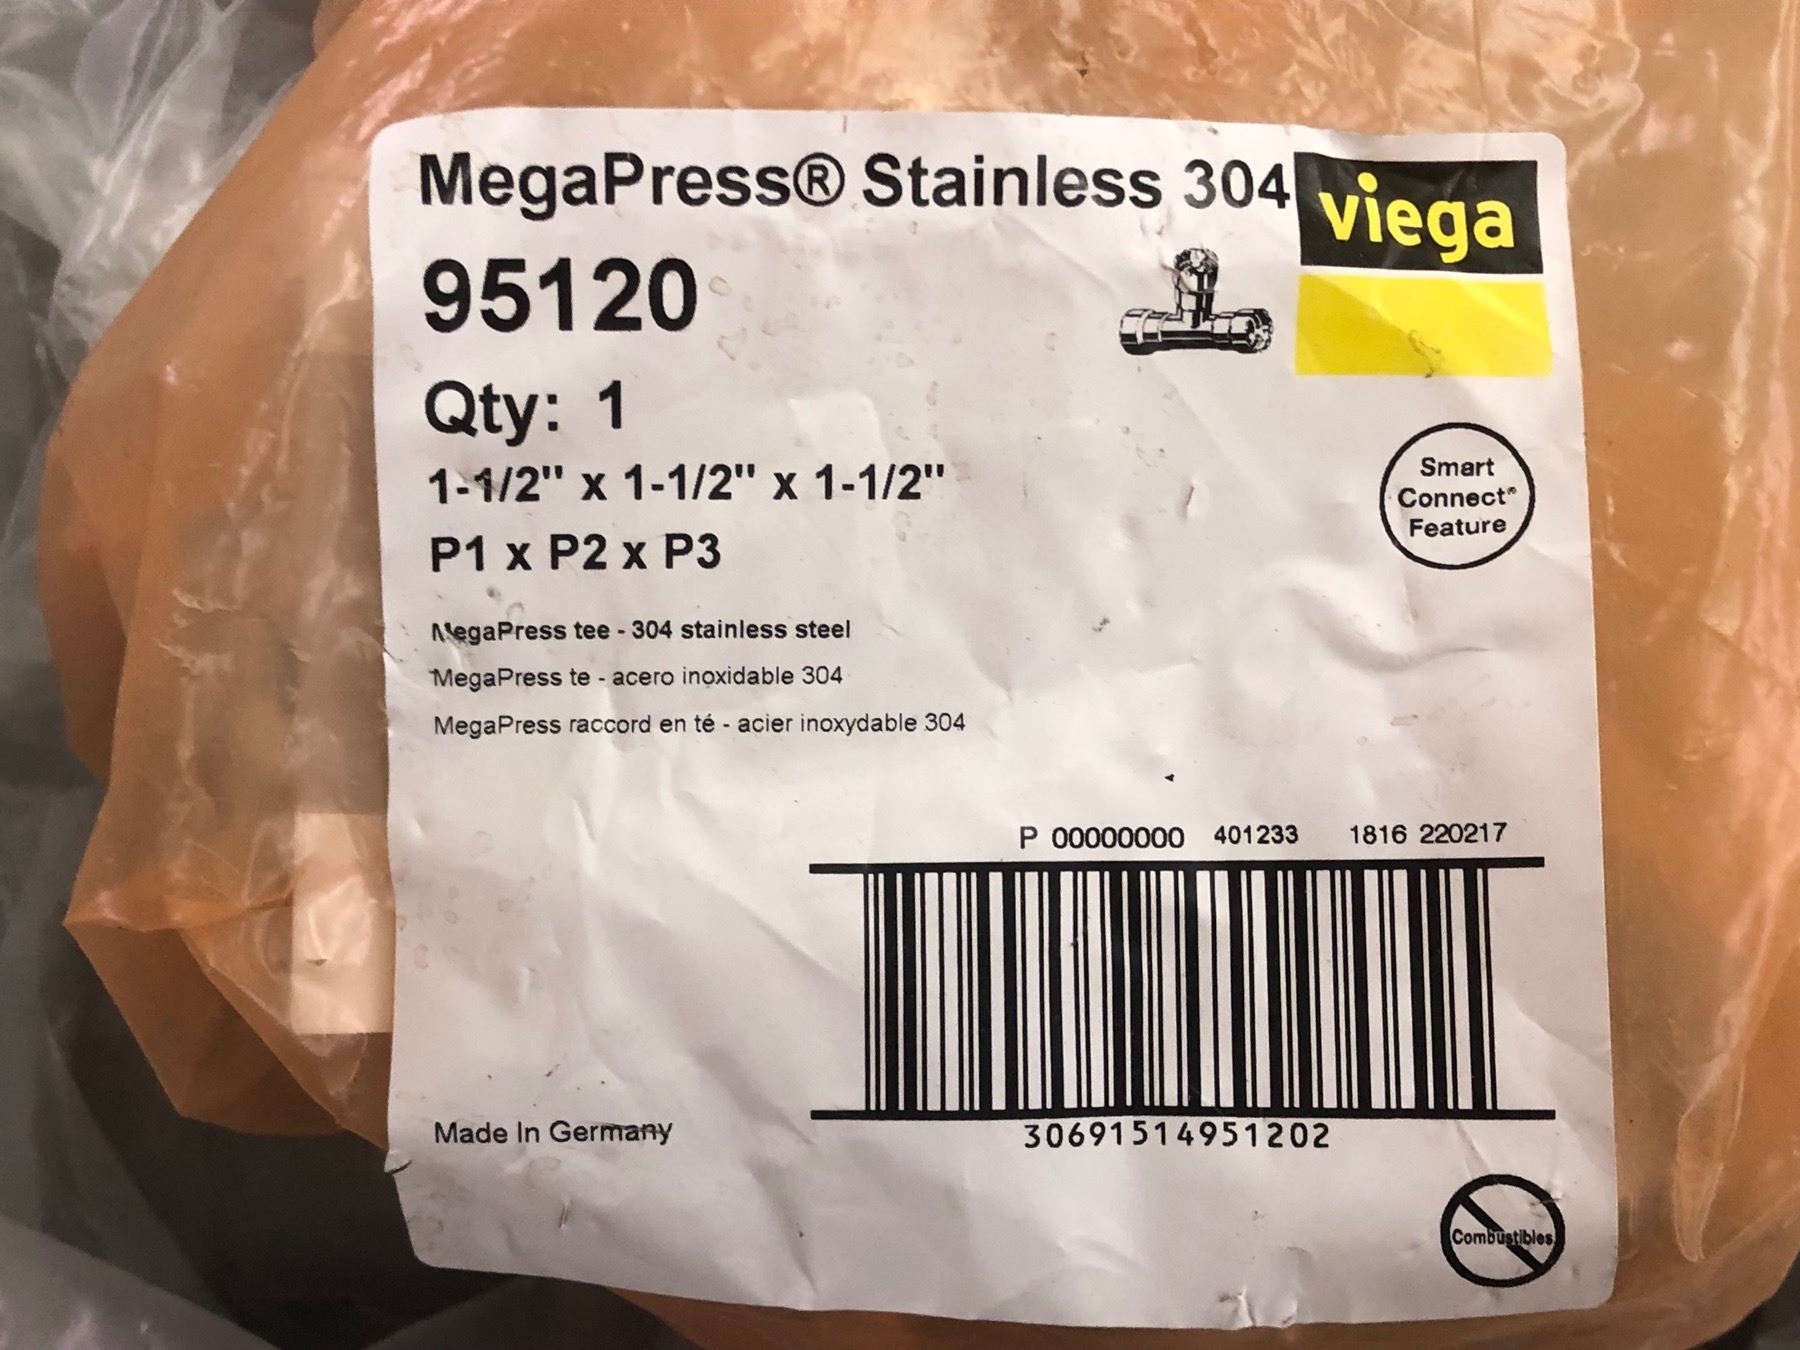 MegaPress® Stainless 304
viega
95120
Qty: 1
1-1/2" x 1-1/2" x 1-1/2"
P1 x P2 x P3
Smart
Connect®
Feature
MegaPress tee - 304 stainless steel
MegaPress te - acero inoxidable 304
MegaPress raccord en té - acier inoxydable 304
P 00000000 401233 1816 220217
Made In Germany
30691514951202
Combustibles